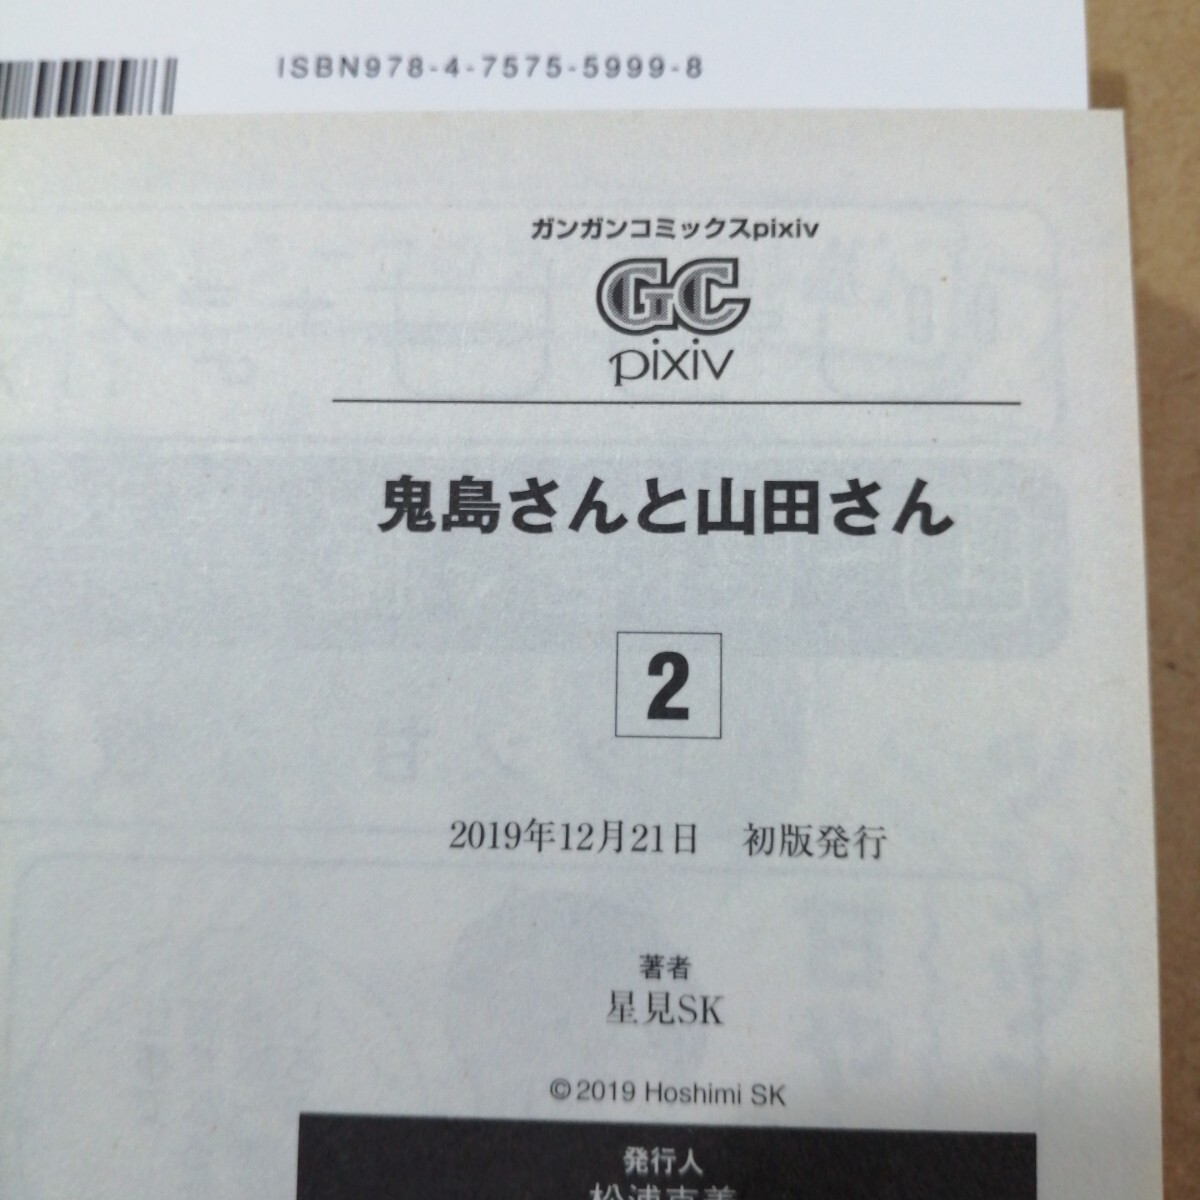 ISBN978-4-7575-5999-8
ガンガンコミックスpixiv
GC
pixiv
鬼島さんと山田さん
2
2019年12月21日　初版発行
著者
星見SK
©2019 Hoshimi SK
発行人